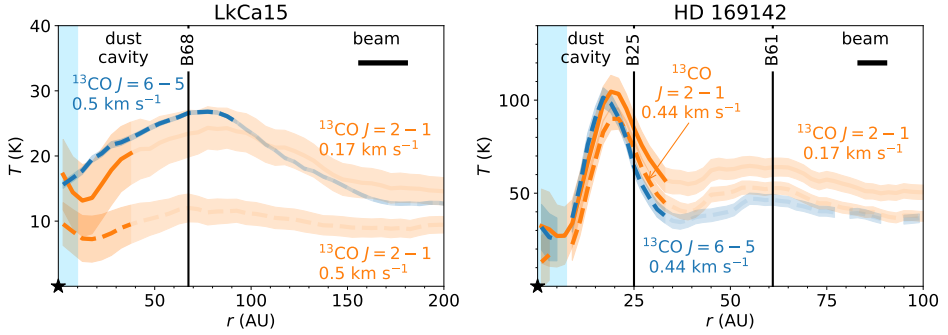 LkCa15
HD 169142
40
30
20
10
0
T (K)
50
100
150
200
r (AU)
dust
cavity
B68
beam
¹³CO J = 6 − 5
0.5 km s⁻¹
¹³CO J = 2 − 1
0.17 km s⁻¹
¹³CO J = 2 − 1
0.5 km s⁻¹
100
50
T (K)
0
25
50
75
100
r (AU)
dust
cavity
B25
B61
beam
¹³CO
J = 2 − 1
0.44 km s⁻¹
¹³CO J = 2 − 1
0.17 km s⁻¹
¹³CO J = 6 − 5
0.44 km s⁻¹